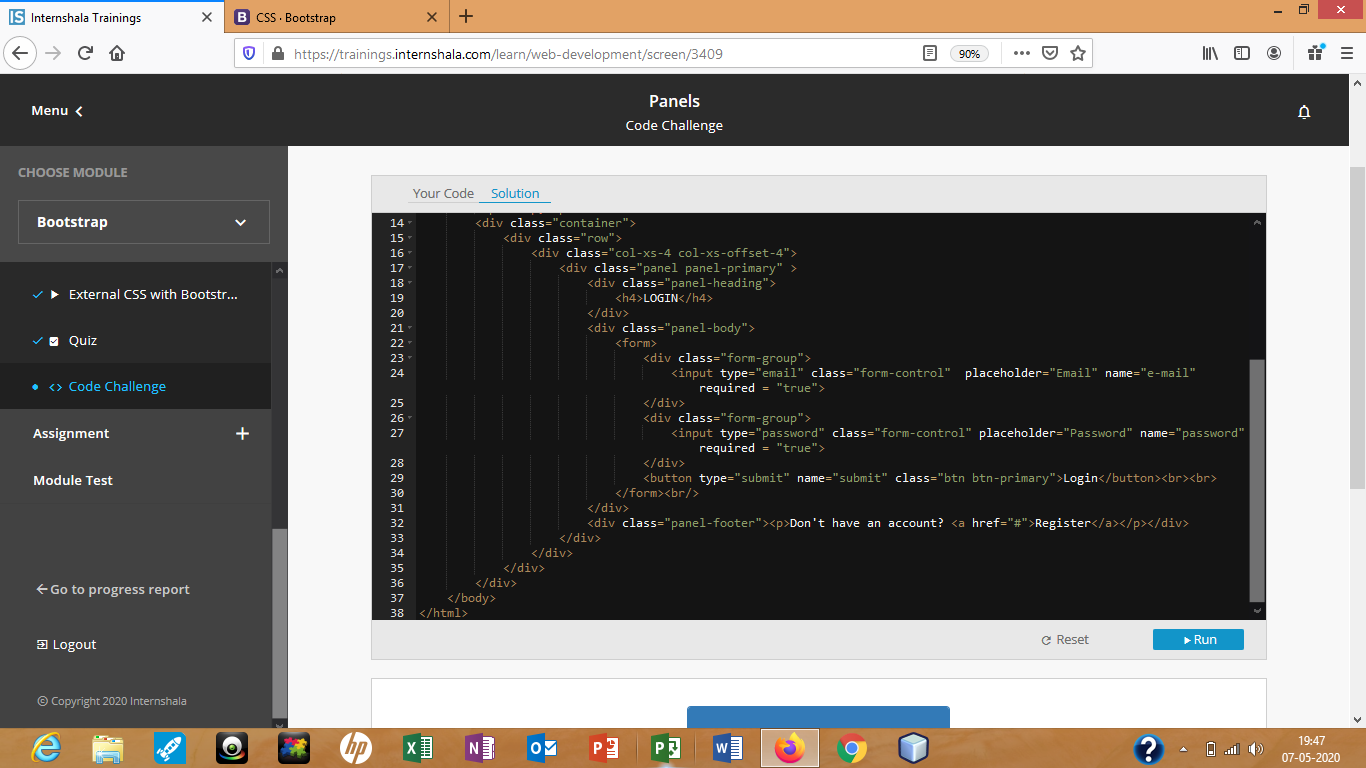 Internshala Trainings
CSS · Bootstrap
https://trainings.internshala.com/learn/web-development/screen/3409
90%
Menu
Panels
Code Challenge
CHOOSE MODULE
Bootstrap
External CSS with Bootstr...
Quiz
Code Challenge
Assignment
Module Test
Go to progress report
Logout
© Copyright 2020 Internshala
Your Code Solution
14 <div class="container">
15 <div class="row">
16 <div class="col-xs-4 col-xs-offset-4">
17 <div class="panel panel-primary" >
18 <div class="panel-heading">
19 <h4>LOGIN</h4>
20 </div>
21 <div class="panel-body">
22 <form>
23 <div class="form-group">
24 <input type="email" class="form-control"  placeholder="Email" name="e-mail"
required = "true">
25 </div>
26 <div class="form-group">
27 <input type="password" class="form-control" placeholder="Password" name="password"
required = "true">
28 </div>
29 <button type="submit" name="submit" class="btn btn-primary">Login</button><br><br>
30 </form><br/>
31 </div>
32 <div class="panel-footer"><p>Don't have an account? <a href="#">Register</a></p></div>
33 </div>
34 </div>
35 </div>
36 </div>
37 </body>
38 </html>
Reset
Run
19:47
07-05-2020